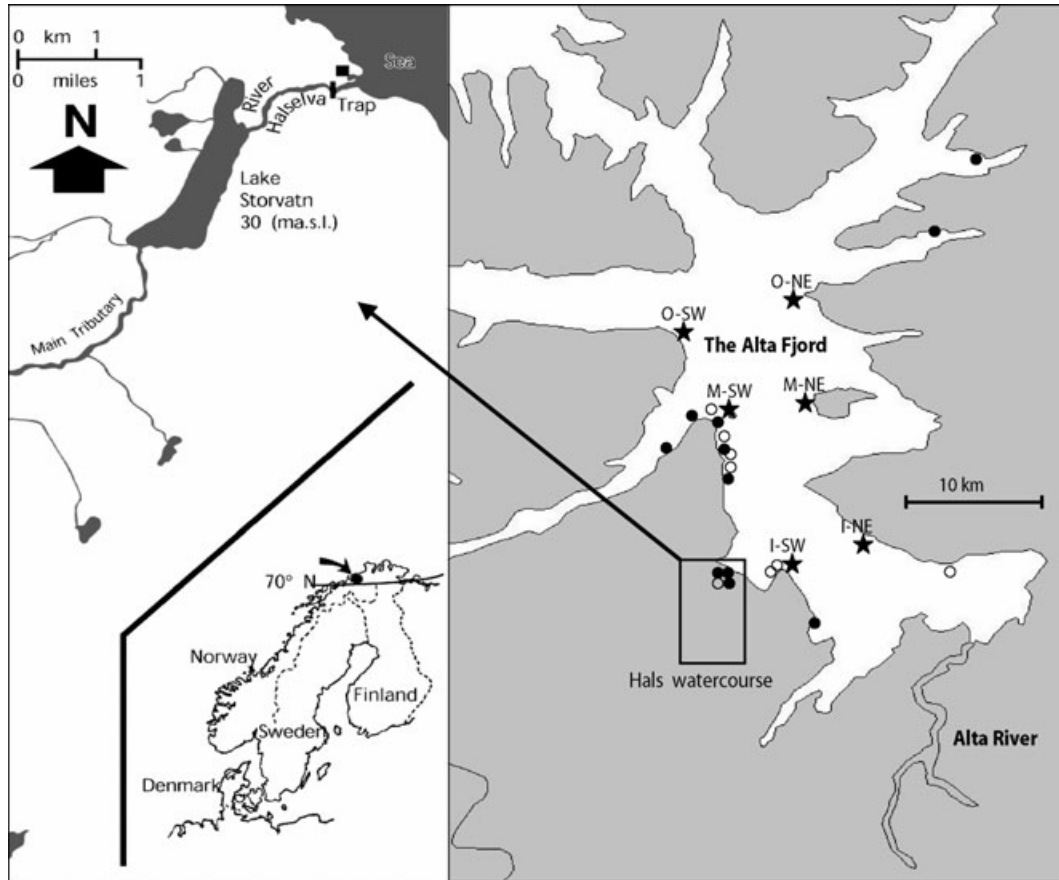 0 km 1
0 miles 1
N
Sea
River
Halselva
Trap
Lake
Storvatn
30 (ma.s.l.)
Main Tributary
70° N
Norway
Finland
Sweden
Denmark
O-NE
O-SW
The Alta Fjord
M-SW
M-NE
10 km
I-NE
I-SW
Hals watercourse
Alta River